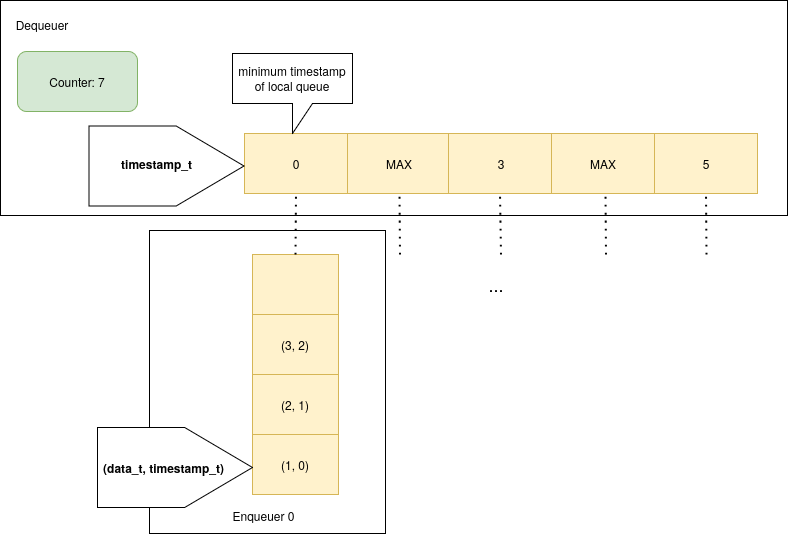 Dequeuer
Counter: 7
minimum timestamp
of local queue
timestamp_t
0
MAX
3
MAX
5
...
(3, 2)
(2, 1)
(data_t, timestamp_t)
(1, 0)
Enqueuer 0